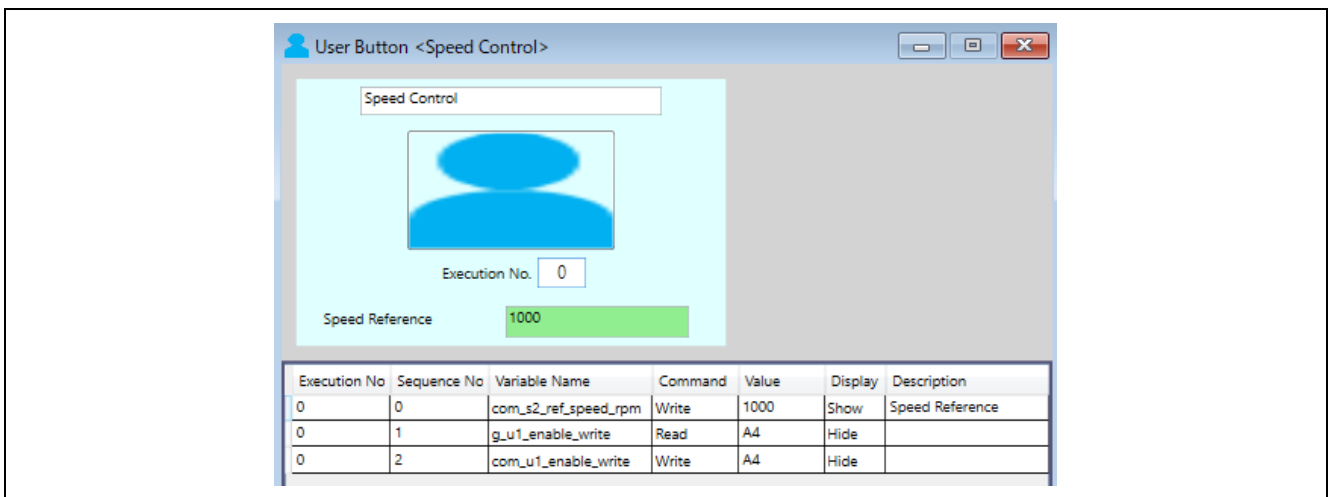 User Button <Speed Control>
Speed Control
Execution No. 0
Speed Reference 1000
Execution No Sequence No Variable Name Command Value Display Description
0 0 com_s2_ref_speed_rpm Write 1000 Show Speed Reference
0 1 g_u1_enable_write Read A4 Hide
0 2 com_u1_enable_write Write A4 Hide